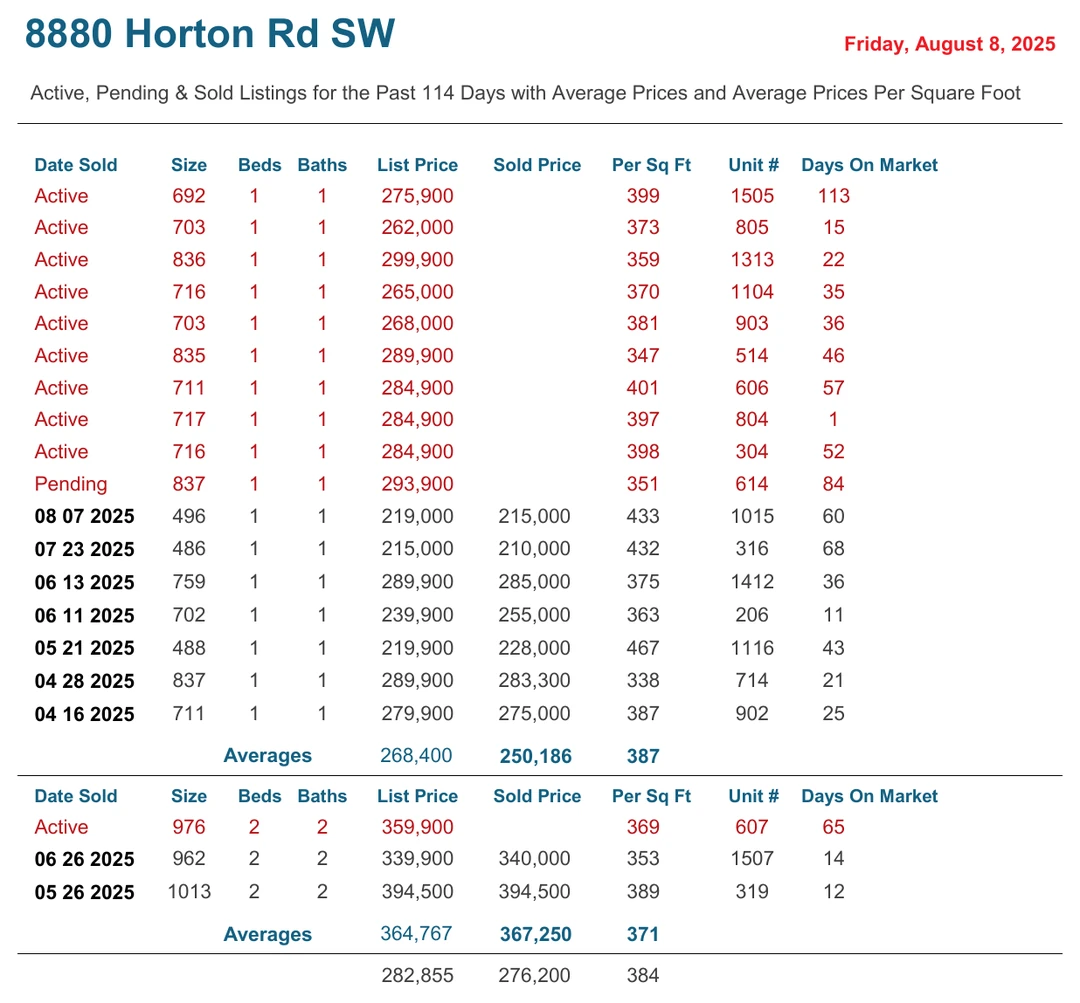 8880 Horton Rd SW
Friday, August 8, 2025
Active, Pending & Sold Listings for the Past 114 Days with Average Prices and Average Prices Per Square Foot
Date Sold Size Beds Baths List Price Sold Price Per Sq Ft Unit # Days On Market
Active 692 1 1 275,900 399 1505 113
Active 703 1 1 262,000 373 805 15
Active 836 1 1 299,900 359 1313 22
Active 716 1 1 265,000 370 1104 35
Active 703 1 1 268,000 381 903 36
Active 835 1 1 289,900 347 514 46
Active 711 1 1 284,900 401 606 57
Active 717 1 1 284,900 397 804 1
Active 716 1 1 284,900 398 304 52
Pending 837 1 1 293,900 351 614 84
08 07 2025 496 1 1 219,000 215,000 433 1015 60
07 23 2025 486 1 1 215,000 210,000 432 316 68
06 13 2025 759 1 1 289,900 285,000 375 1412 36
06 11 2025 702 1 1 239,900 255,000 363 206 11
05 21 2025 488 1 1 219,900 228,000 467 1116 43
04 28 2025 837 1 1 289,900 283,300 338 714 21
04 16 2025 711 1 1 279,900 275,000 387 902 25
Averages 268,400 250,186 387
Date Sold Size Beds Baths List Price Sold Price Per Sq Ft Unit # Days On Market
Active 976 2 2 359,900 369 607 65
06 26 2025 962 2 2 339,900 340,000 353 1507 14
05 26 2025 1013 2 2 394,500 394,500 389 319 12
Averages 364,767 367,250 371
282,855 276,200 384